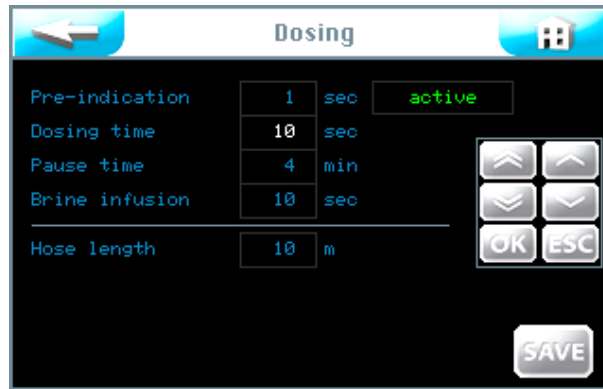 Dosing
Pre-indication 1 sec active
Dosing time 10 sec
Pause time 4 min
Brine infusion 10 sec
Hose length 10 m
OK ESC
SAVE